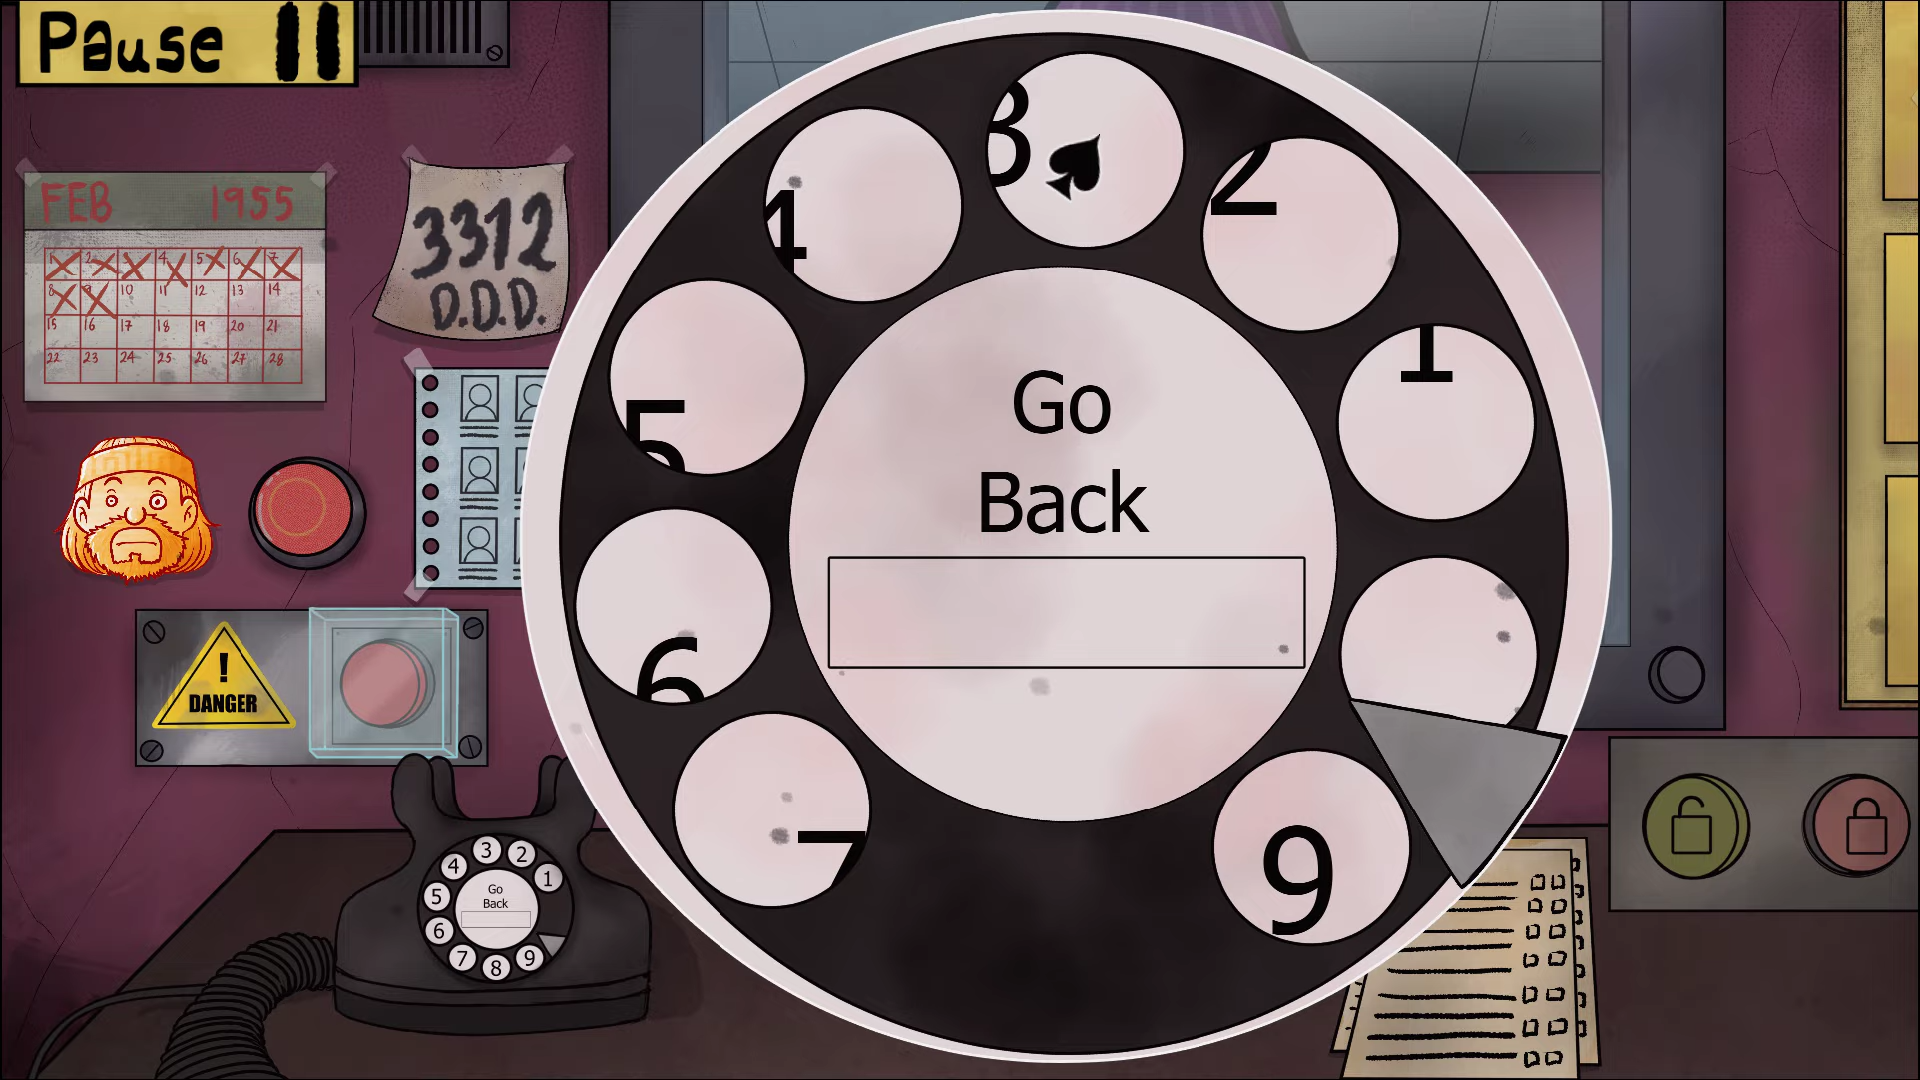 Pause
FEB 1955
1 2 3 4 5 6 7
8 9 10 11 12 13 14
15 16 17 18 19 20 21
22 23 24 25 26 27 28
3312
D.D.D.
!
DANGER
3
2
4
1
5
6
7
9
Go
Back
3 2
4 1
5
6
7 8 9
Go
Back